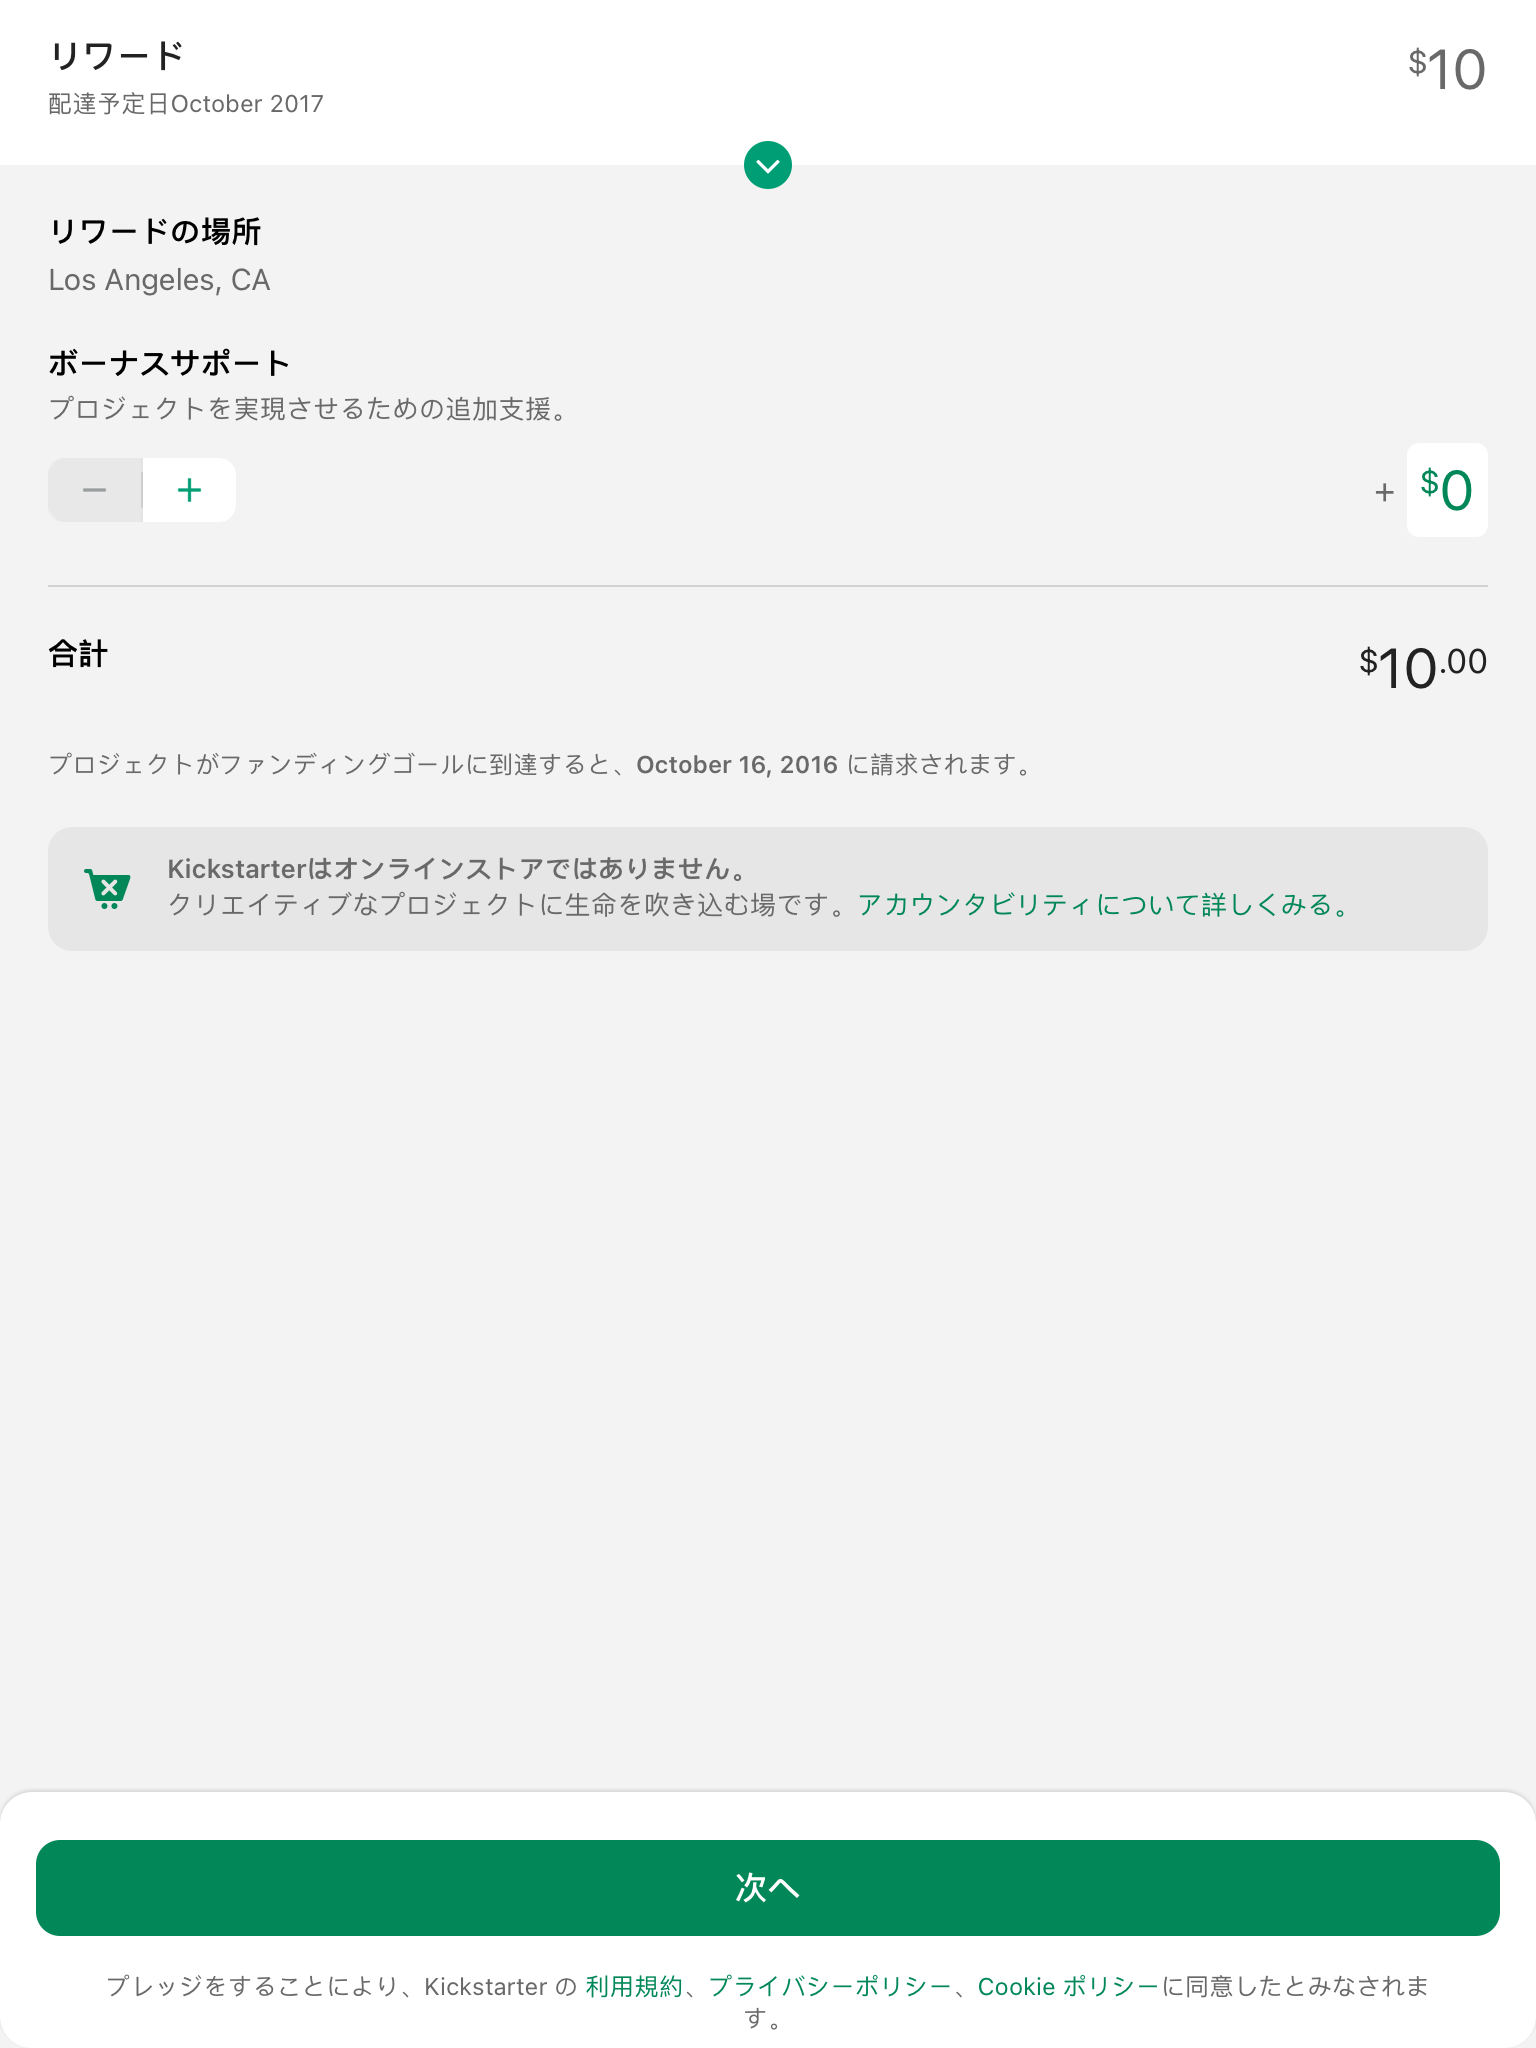 リワード
$10
配達予定日October 2017
リワードの場所
Los Angeles, CA
ボーナスサポート
プロジェクトを実現させるための追加支援。
− + + $0
合計
$10.00
プロジェクトがファンディングゴールに到達すると、October 16, 2016 に請求されます。
Kickstarterはオンラインストアではありません。
クリエイティブなプロジェクトに生命を吹き込む場です。アカウンタビリティについて詳しくみる。
次へ
プレッジをすることにより、Kickstarter の 利用規約、プライバシーポリシー、Cookie ポリシーに同意したとみなされま
す。